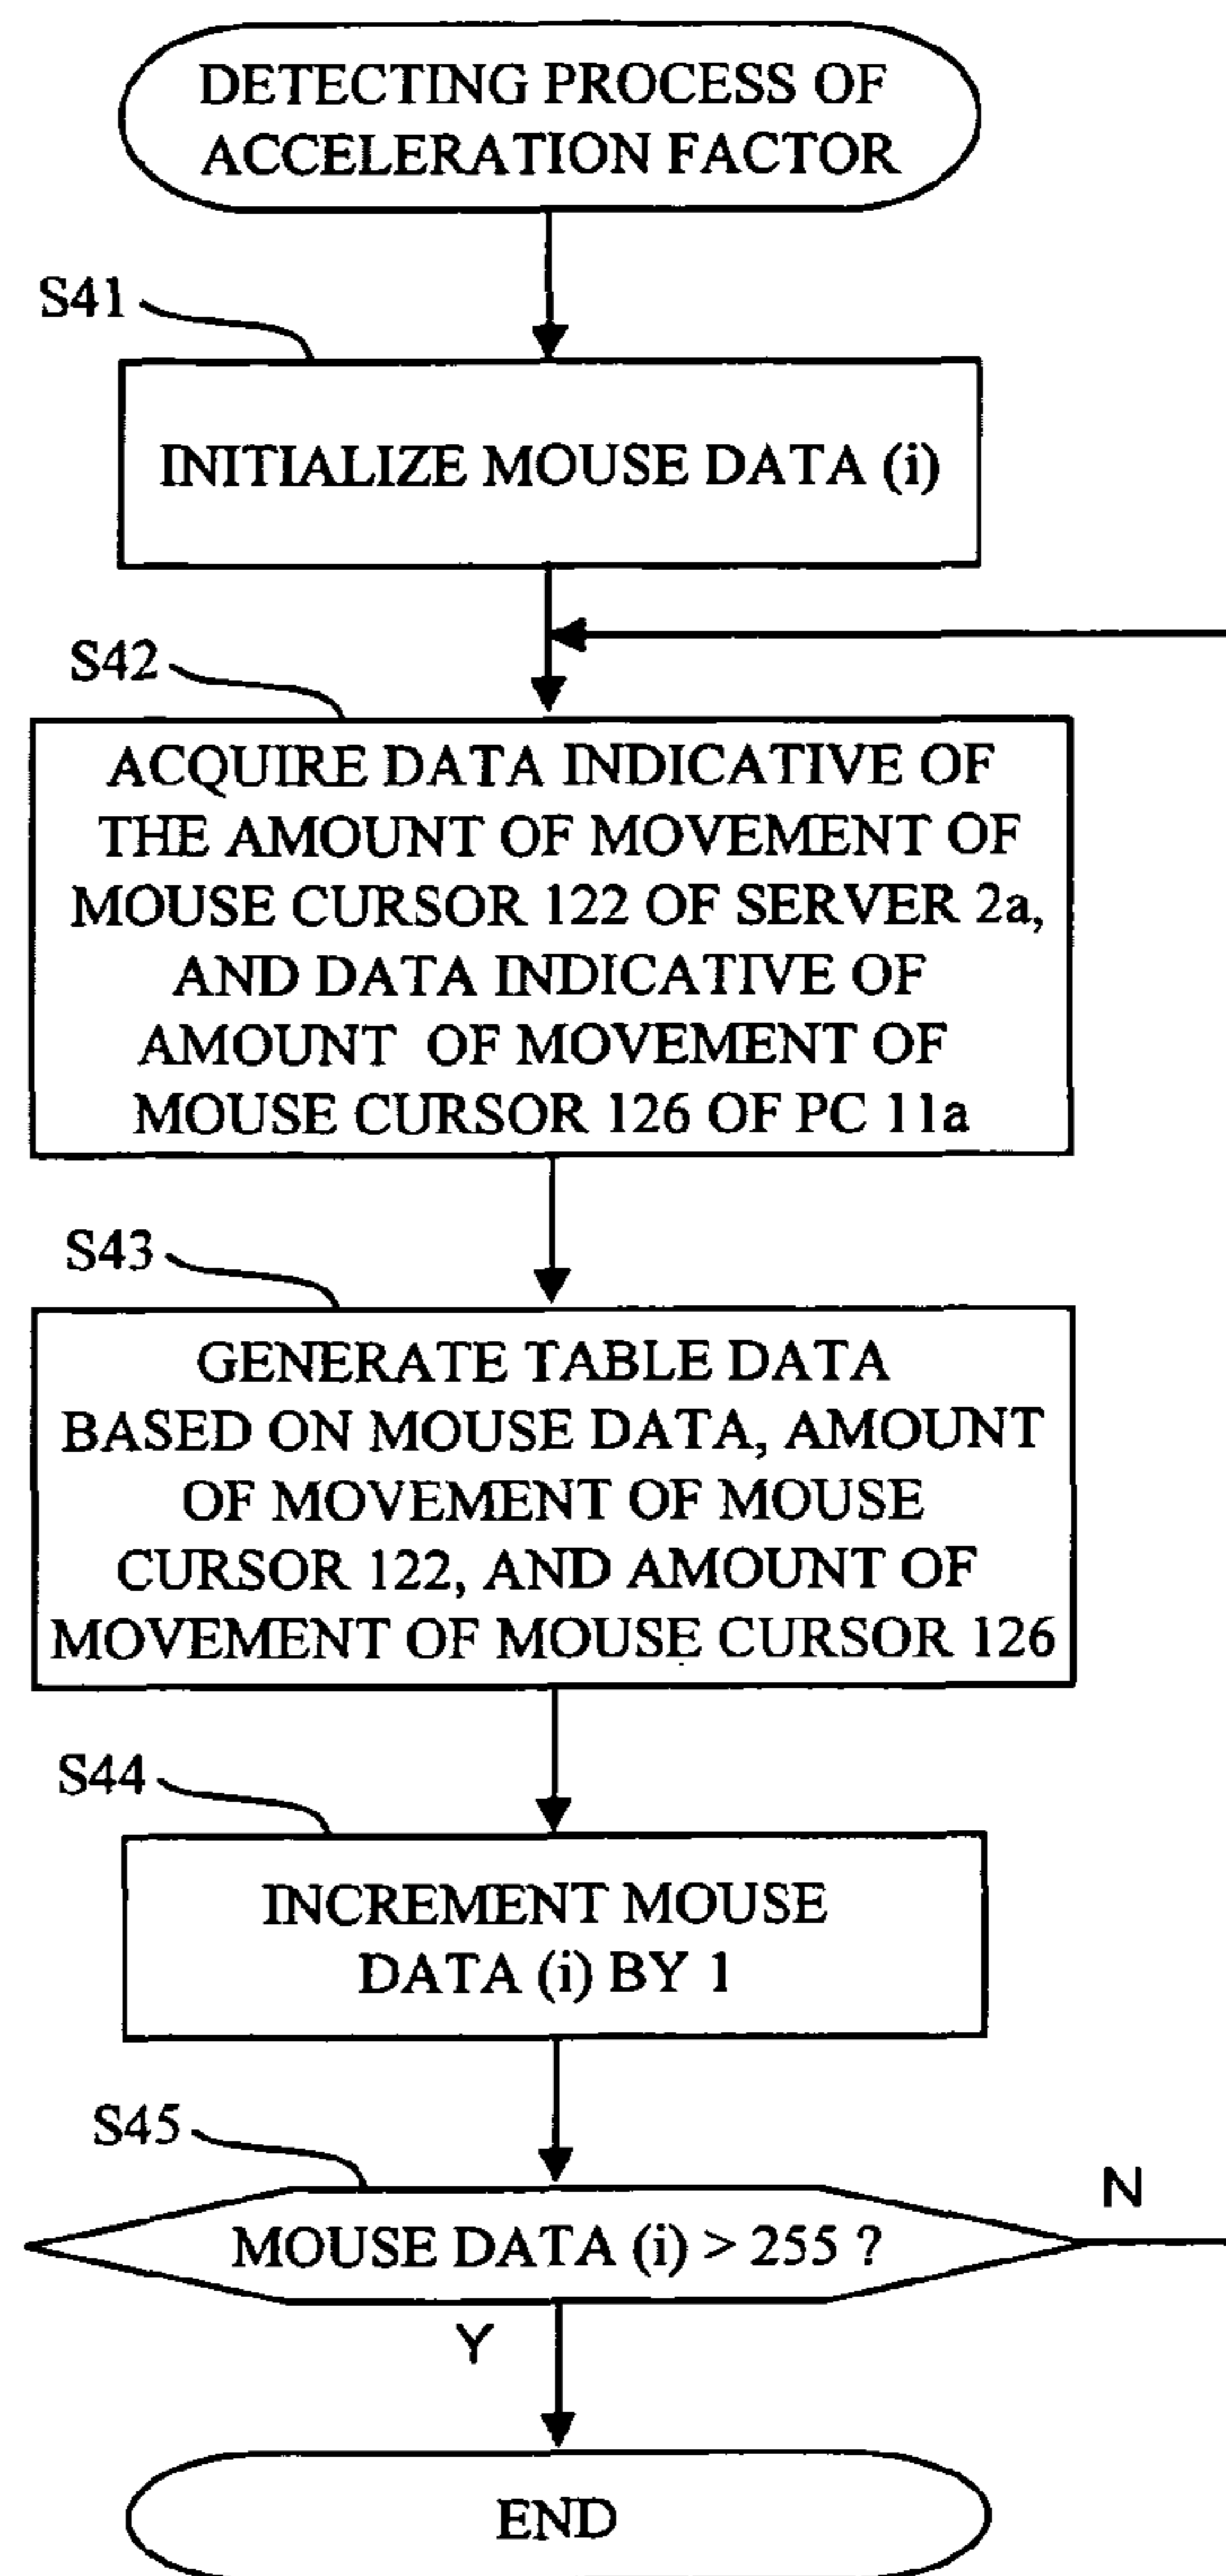 DETECTING PROCESS OF
ACCELERATION FACTOR
S41
INITIALIZE MOUSE DATA (i)
S42
ACQUIRE DATA INDICATIVE OF
THE AMOUNT OF MOVEMENT OF
MOUSE CURSOR 122 OF SERVER 2a,
AND DATA INDICATIVE OF
AMOUNT OF MOVEMENT OF
MOUSE CURSOR 126 OF PC 11a
S43
GENERATE TABLE DATA
BASED ON MOUSE DATA, AMOUNT
OF MOVEMENT OF MOUSE
CURSOR 122, AND AMOUNT OF
MOVEMENT OF MOUSE CURSOR 126
S44
INCREMENT MOUSE
DATA (i) BY 1
S45
MOUSE DATA (i) > 255 ?
N
Y
END